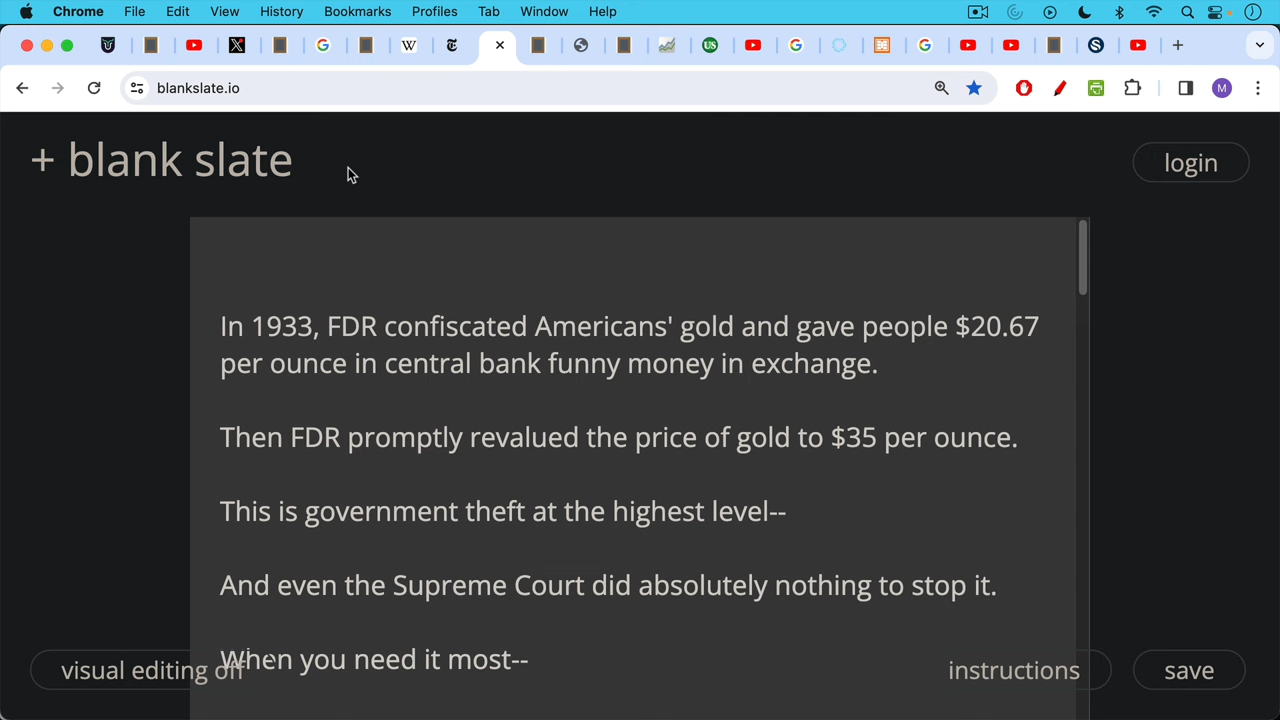 Chrome File Edit View History Bookmarks Profiles Tab Window Help
blankslate.io
M
+ blank slate
login
In 1933, FDR confiscated Americans' gold and gave people $20.67
per ounce in central bank funny money in exchange.
Then FDR promptly revalued the price of gold to $35 per ounce.
This is government theft at the highest level--
And even the Supreme Court did absolutely nothing to stop it.
When you need it most--
visual editing off
instructions
save